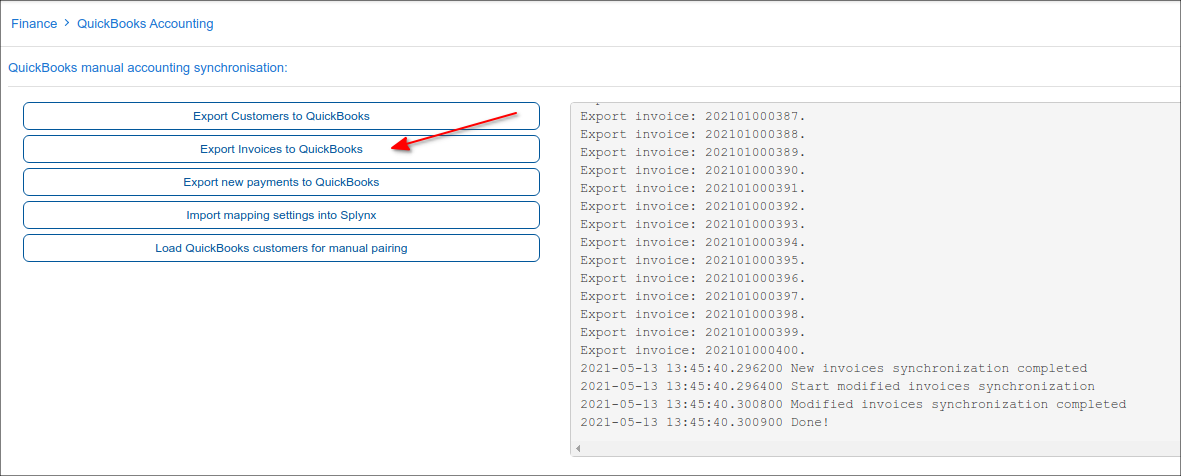 Finance > QuickBooks Accounting
QuickBooks manual accounting synchronisation:
Export Customers to QuickBooks
Export Invoices to QuickBooks
Export new payments to QuickBooks
Import mapping settings into Splynx
Load QuickBooks customers for manual pairing
Export invoice: 202101000387.
Export invoice: 202101000388.
Export invoice: 202101000389.
Export invoice: 202101000390.
Export invoice: 202101000391.
Export invoice: 202101000392.
Export invoice: 202101000393.
Export invoice: 202101000394.
Export invoice: 202101000395.
Export invoice: 202101000396.
Export invoice: 202101000397.
Export invoice: 202101000398.
Export invoice: 202101000399.
Export invoice: 202101000400.
2021-05-13 13:45:40.296200 New invoices synchronization completed
2021-05-13 13:45:40.296400 Start modified invoices synchronization
2021-05-13 13:45:40.300800 Modified invoices synchronization completed
2021-05-13 13:45:40.300900 Done!